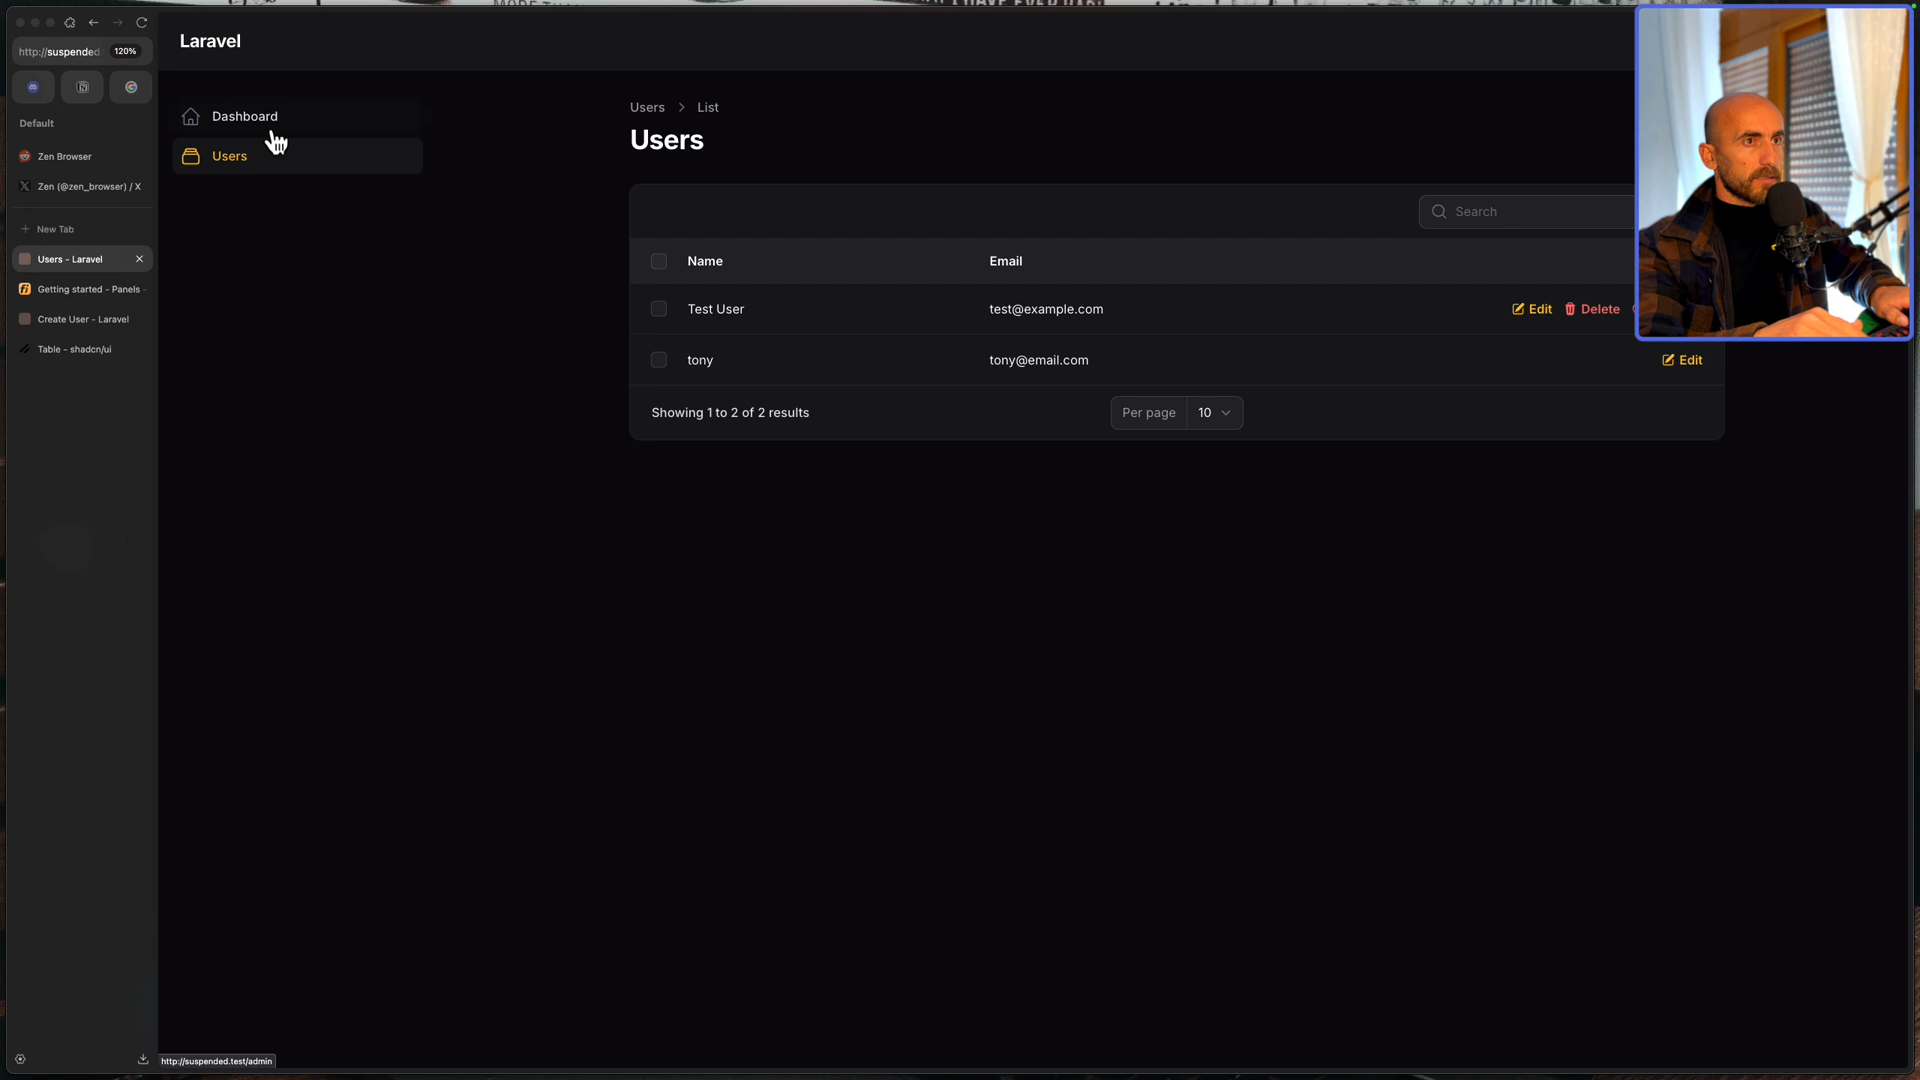 http://suspended. 120%
Default
Zen Browser
Zen (@zen_browser) / X
New Tab
Users - Laravel
Getting started - Panels -
Create User - Laravel
Table - shadcn/ui
Laravel
Dashboard
Users
Users > List
Users
Search
Name Email
Test User test@example.com Edit Delete
tony tony@email.com Edit
Showing 1 to 2 of 2 results Per page 10
http://suspended.test/admin